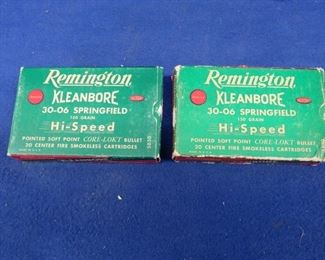 Remington
KLEANBORE
30-06 SPRINGFIELD
150 GRAIN
Hi-Speed
POINTED SOFT POINT CORE-LOKT BULLET
20 CENTER FIRE SMOKELESS CARTRIDGES
MADE IN U.S.A.
Remington
KLEANBORE
30-06 SPRINGFIELD
150 GRAIN
Hi-Speed
POINTED SOFT POINT CORE-LOKT BULLET
20 CENTER FIRE SMOKELESS CARTRIDGES